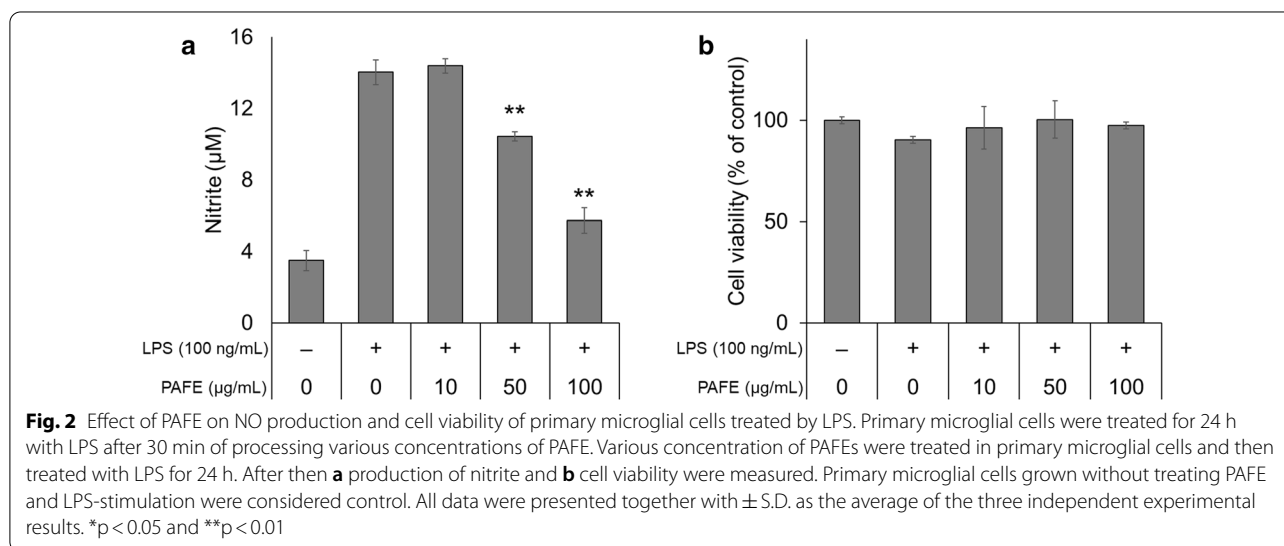 a
16
12
8
4
0
Nitrite (µM)
**
**
LPS (100 ng/mL) – + + + +
PAFE (µg/mL) 0 0 10 50 100
b
100
50
0
Cell viability (% of control)
LPS (100 ng/mL) – + + + +
PAFE (µg/mL) 0 0 10 50 100
Fig. 2 Effect of PAFE on NO production and cell viability of primary microglial cells treated by LPS. Primary microglial cells were treated for 24 h
with LPS after 30 min of processing various concentrations of PAFE. Various concentration of PAFEs were treated in primary microglial cells and then
treated with LPS for 24 h. After then a production of nitrite and b cell viability were measured. Primary microglial cells grown without treating PAFE
and LPS-stimulation were considered control. All data were presented together with ± S.D. as the average of the three independent experimental
results. *p < 0.05 and **p < 0.01